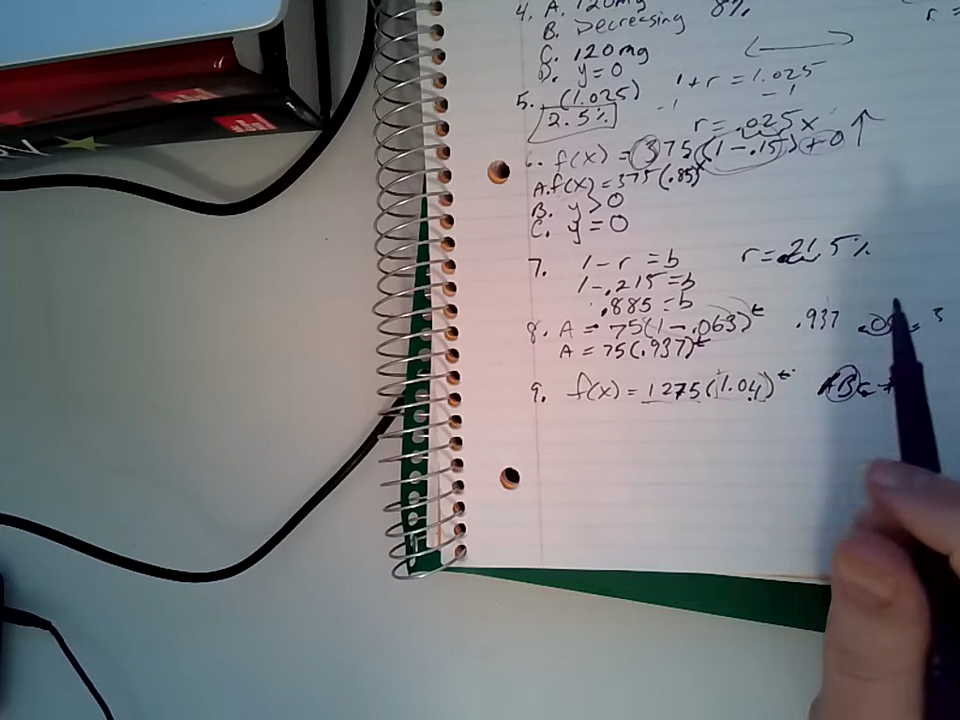 4. A. 120mg 8% r=
B. Decreasing
C. 120mg
D. y=0
5. (1.025) 1+r=1.025
2.5% -1 -1
r=.025x
6. f(x)=375(1-.15)+0 ↑
A. f(x)=375(.85)ᵗ
B. y>0
C. y=0
7. 1-r=b r=21.5%
1-.215=b
.885=b
8. A=75(1-.063)ᵗ .937
A=75(.937)ᵗ
9. f(x)=1275(1.04)ᵗ